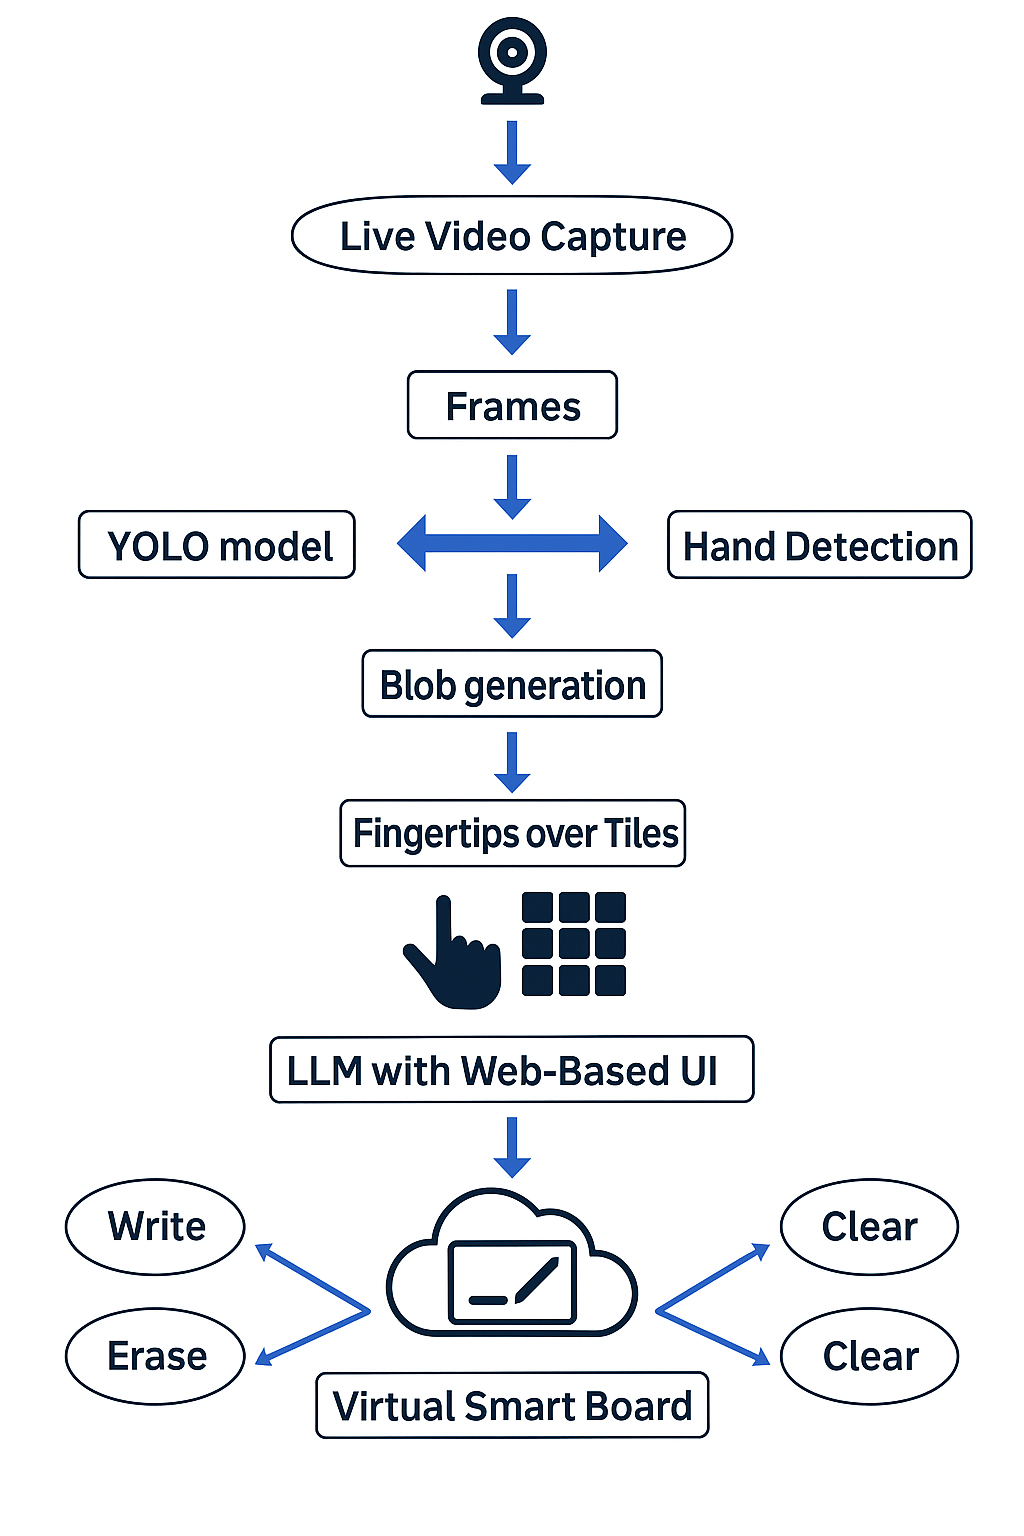 Live Video Capture
Frames
YOLO model
Hand Detection
Blob generation
Fingertips over Tiles
LLM with Web-Based UI
Write
Clear
Erase
Clear
Virtual Smart Board